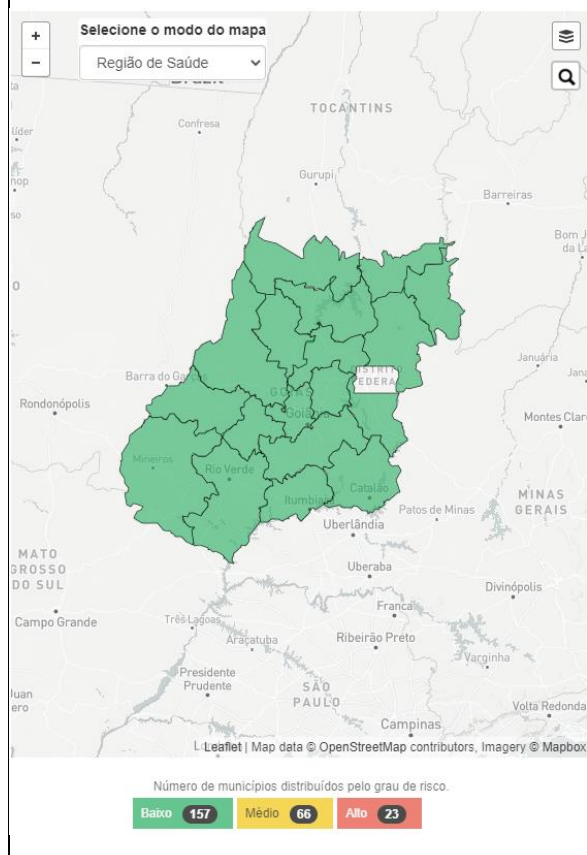 +
Selecione o modo do mapa
−
Região de Saúde
TOCANTINS
Confresa
Gurupi
Barreiras
Januária
Barra do Garças
DISTRITO
FEDERAL
GOIÁS
Goiânia
Rondonópolis
Montes Claros
Mineiros
Rio Verde
Catalão
Itumbiara
Patos de Minas
MINAS
GERAIS
Uberlândia
MATO
GROSSO
DO SUL
Uberaba
Divinópolis
Franca
Campo Grande
Três Lagoas
Ribeirão Preto
Araçatuba
Varginha
Presidente
Prudente
SÃO
PAULO
Volta Redonda
Campinas
Leaflet | Map data © OpenStreetMap contributors, Imagery © Mapbox
Número de municípios distribuídos pelo grau de risco.
Baixo 157 Médio 66 Alto 23